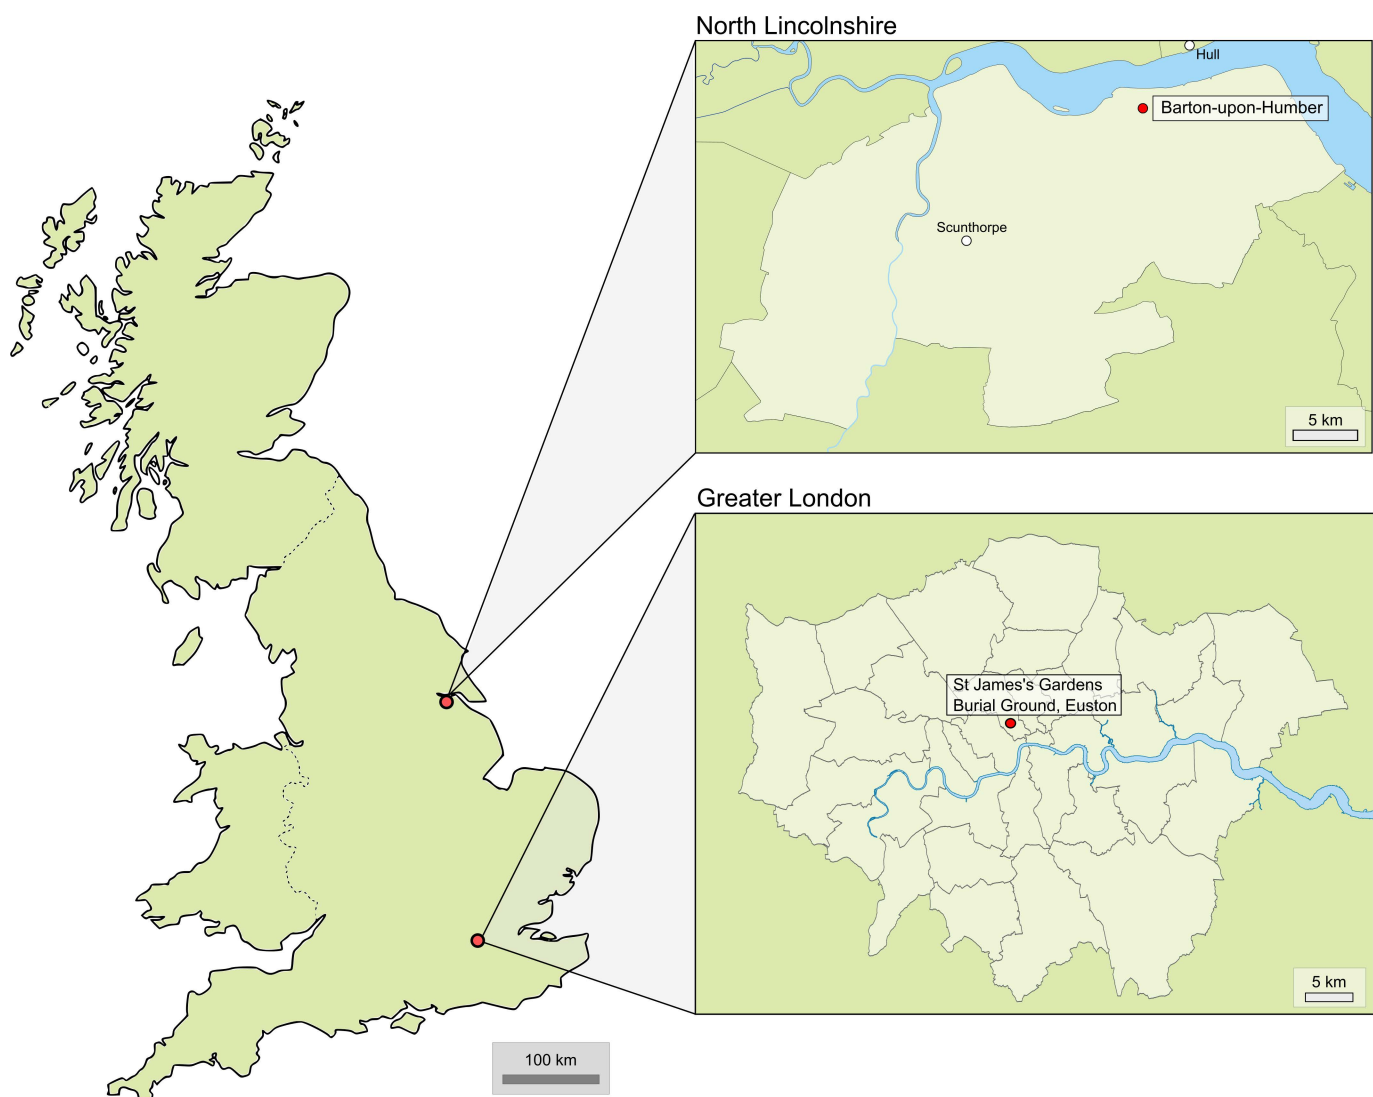 North Lincolnshire
Hull
Barton-upon-Humber
Scunthorpe
5 km
Greater London
St James's Gardens
Burial Ground, Euston
5 km
100 km